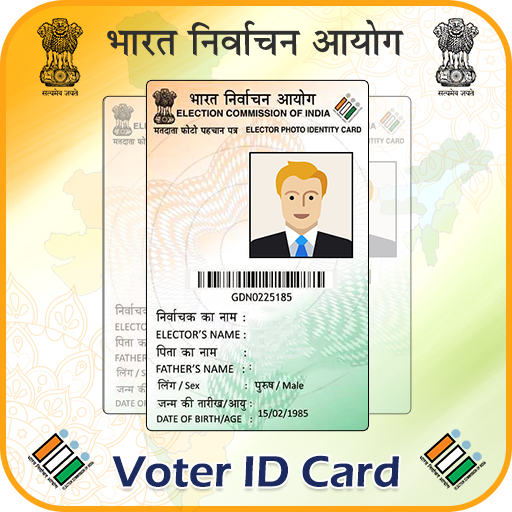 भारत निर्वाचन आयोग
सत्यमेव जयते
सत्यमेव जयते
भारत निर्वाचन आयोग
ELECTION COMMISSION OF INDIA
मतदाता फोटो पहचान पत्र ELECTOR PHOTO IDENTITY CARD
GDN0225185
निर्वाचक का नाम :
ELECTOR'S NAME :
पिता का नाम :
FATHER'S NAME :
लिंग / Sex : पुरुष / Male
जन्म की तारीख/आयु :
DATE OF BIRTH/AGE : 15/02/1985
Voter ID Card